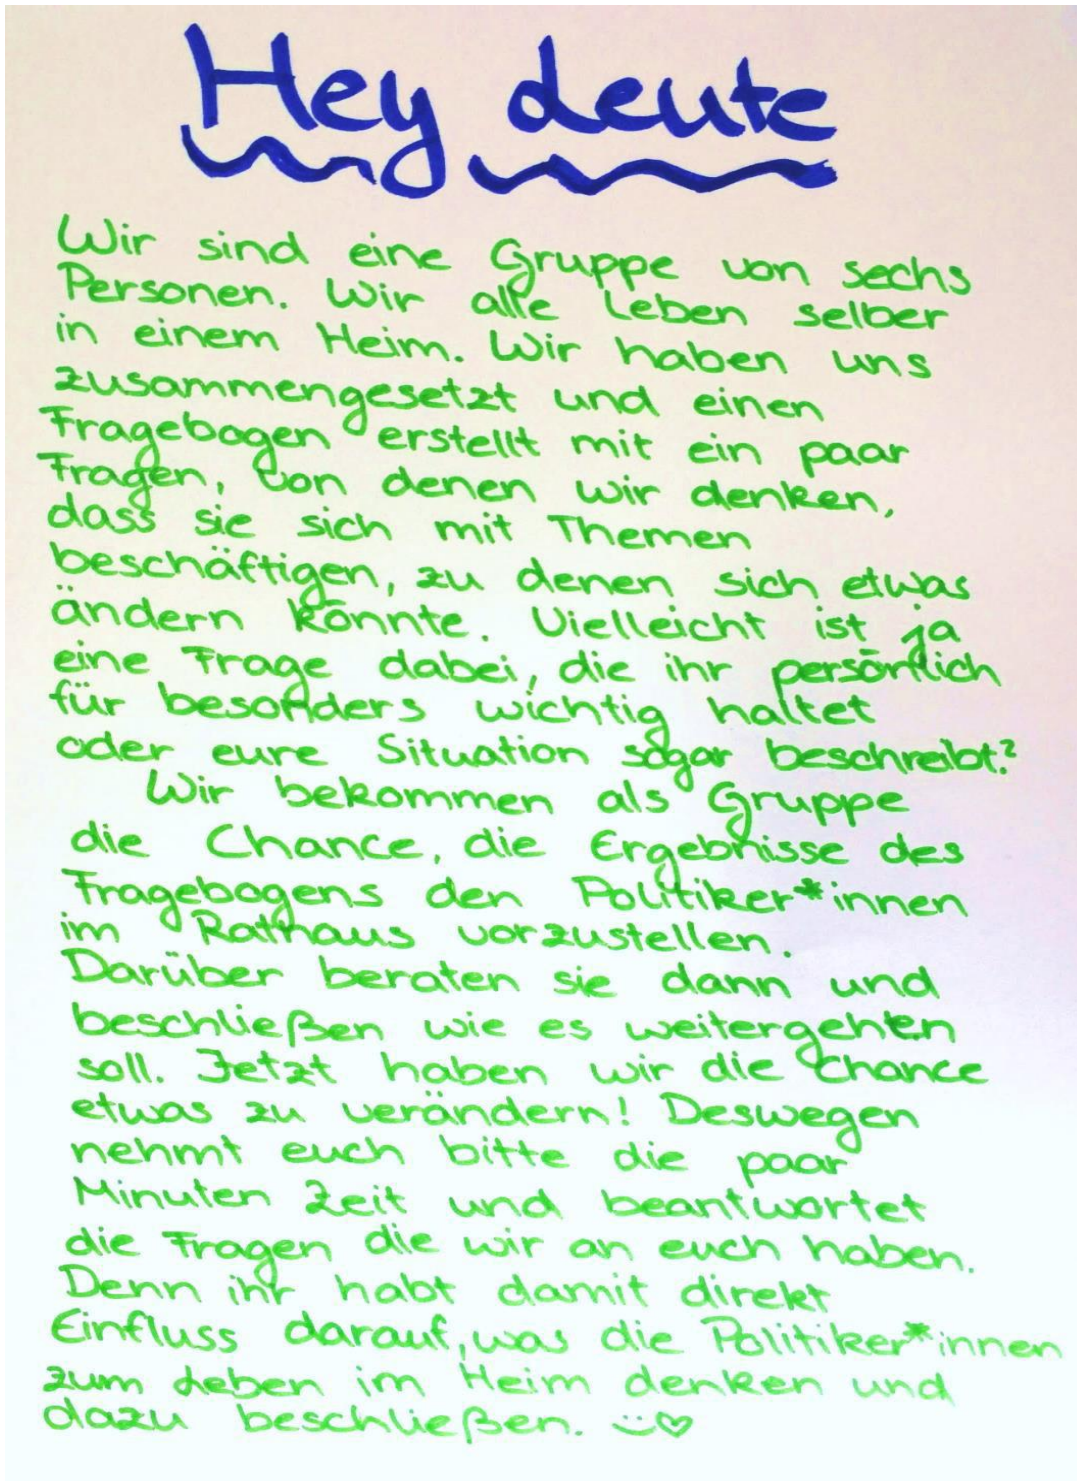 Hey Leute
Wir sind eine Gruppe von sechs
Personen. Wir alle Leben selber
in einem Heim. Wir haben uns
zusammengesetzt und einen
Fragebogen erstellt mit ein paar
Fragen, von denen wir denken,
dass sie sich mit Themen
beschäftigen, zu denen sich etwas
ändern könnte. Vielleicht ist ja
eine Frage dabei, die ihr persönlich
für besonders wichtig haltet
oder eure Situation sogar beschreibt.?
Wir bekommen als Gruppe
die Chance, die Ergebnisse des
Fragebogens den Politiker*innen
im Rathaus vorzustellen.
Darüber beraten sie dann und
beschließen wie es weitergehen
soll. Jetzt haben wir die Chance
etwas zu verändern! Deswegen
nehmt euch bitte die paar
Minuten Zeit und beantwortet
die Fragen die wir an euch haben.
Denn ihr habt damit direkt
Einfluss darauf, was die Politiker*innen
zum Leben im Heim denken und
dazu beschließen. :)♡